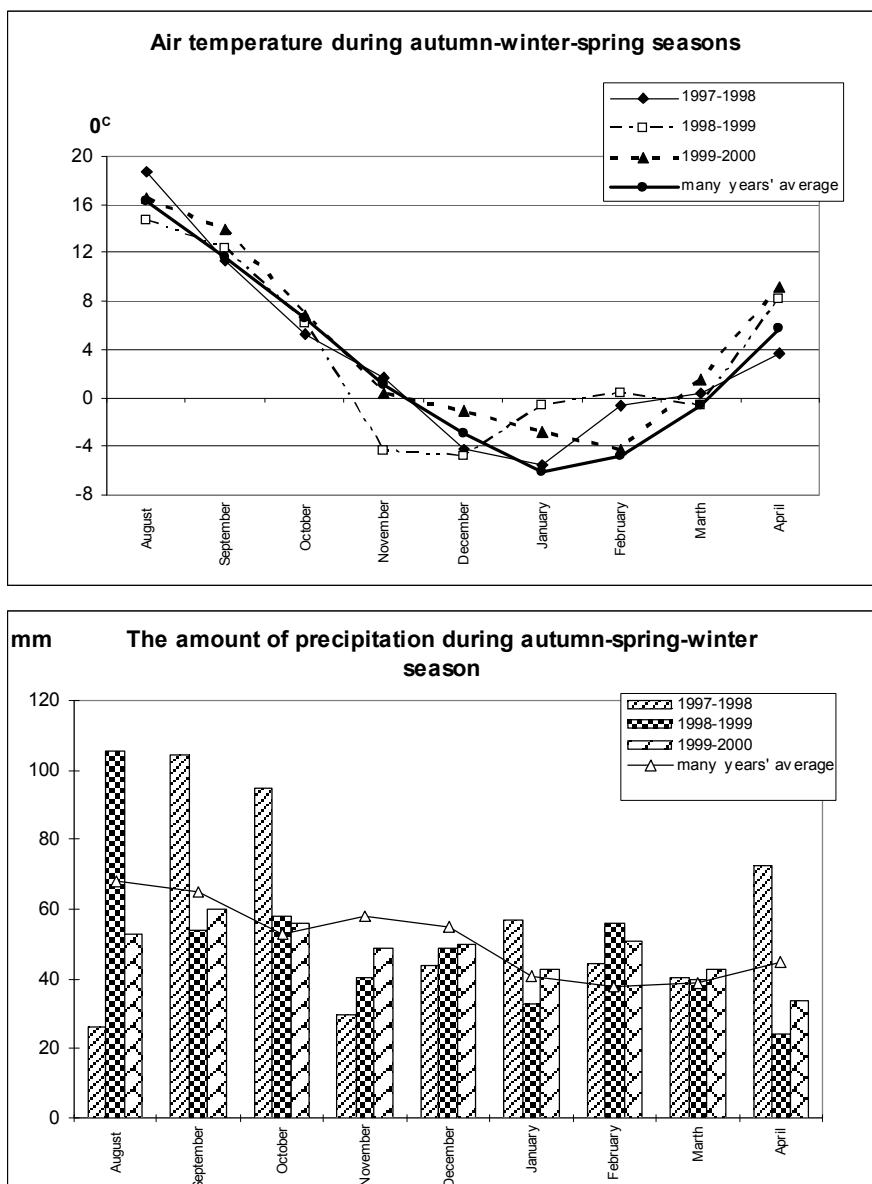 Air temperature during autumn-winter-spring seasons
1997-1998
1998-1999
1999-2000
many years' average
0ᶜ
20
16
12
8
4
0
-4
-8
August
September
October
November
December
January
February
Marth
April
mm
The amount of precipitation during autumn-spring-winter
season
1997-1998
1998-1999
1999-2000
many years' average
120
100
80
60
40
20
0
August
September
October
November
December
January
February
Marth
April